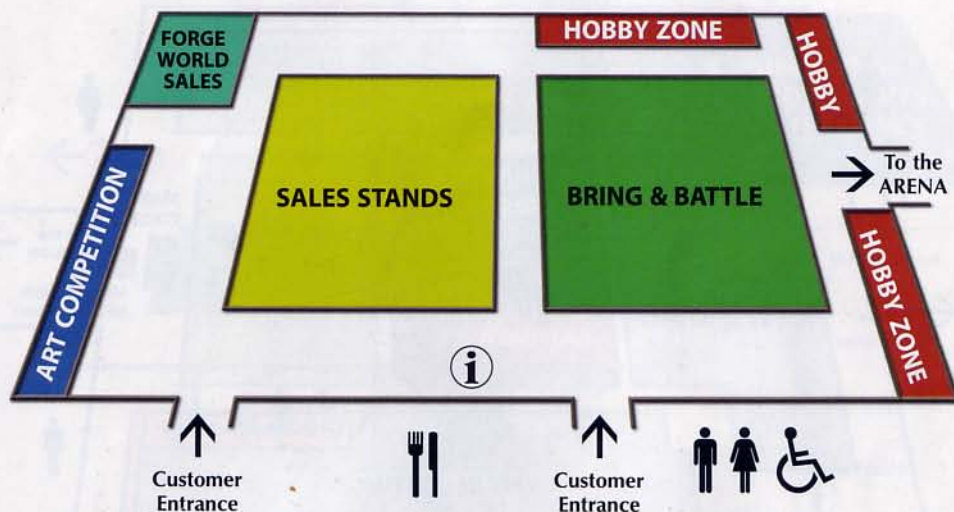 FORGE
WORLD
SALES
HOBBY ZONE
HOBBY
SALES STANDS
BRING & BATTLE
To the
ARENA
ART COMPETITION
HOBBY ZONE
i
Customer
Entrance
Customer
Entrance